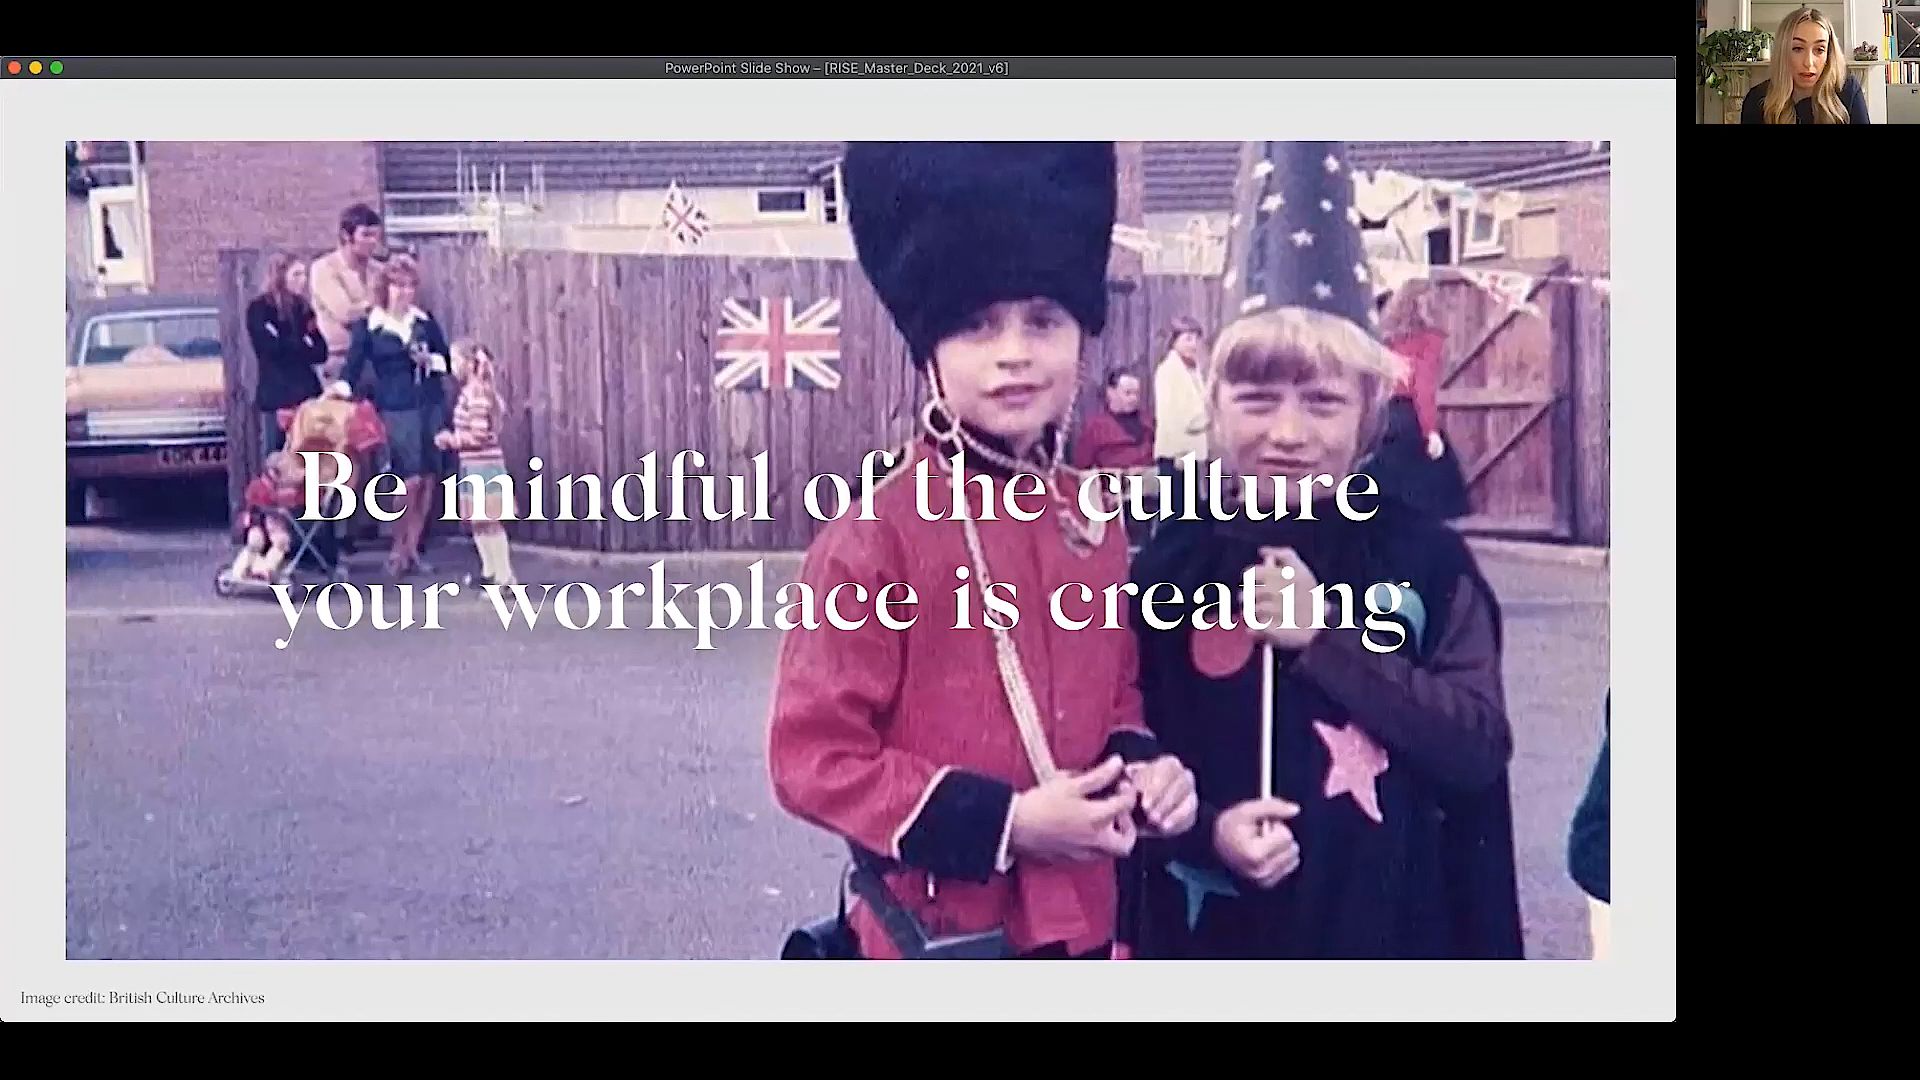 PowerPoint Slide Show – [RISE_Master_Deck_2021_v6]
Be mindful of the culture
your workplace is creating
Image credit: British Culture Archives